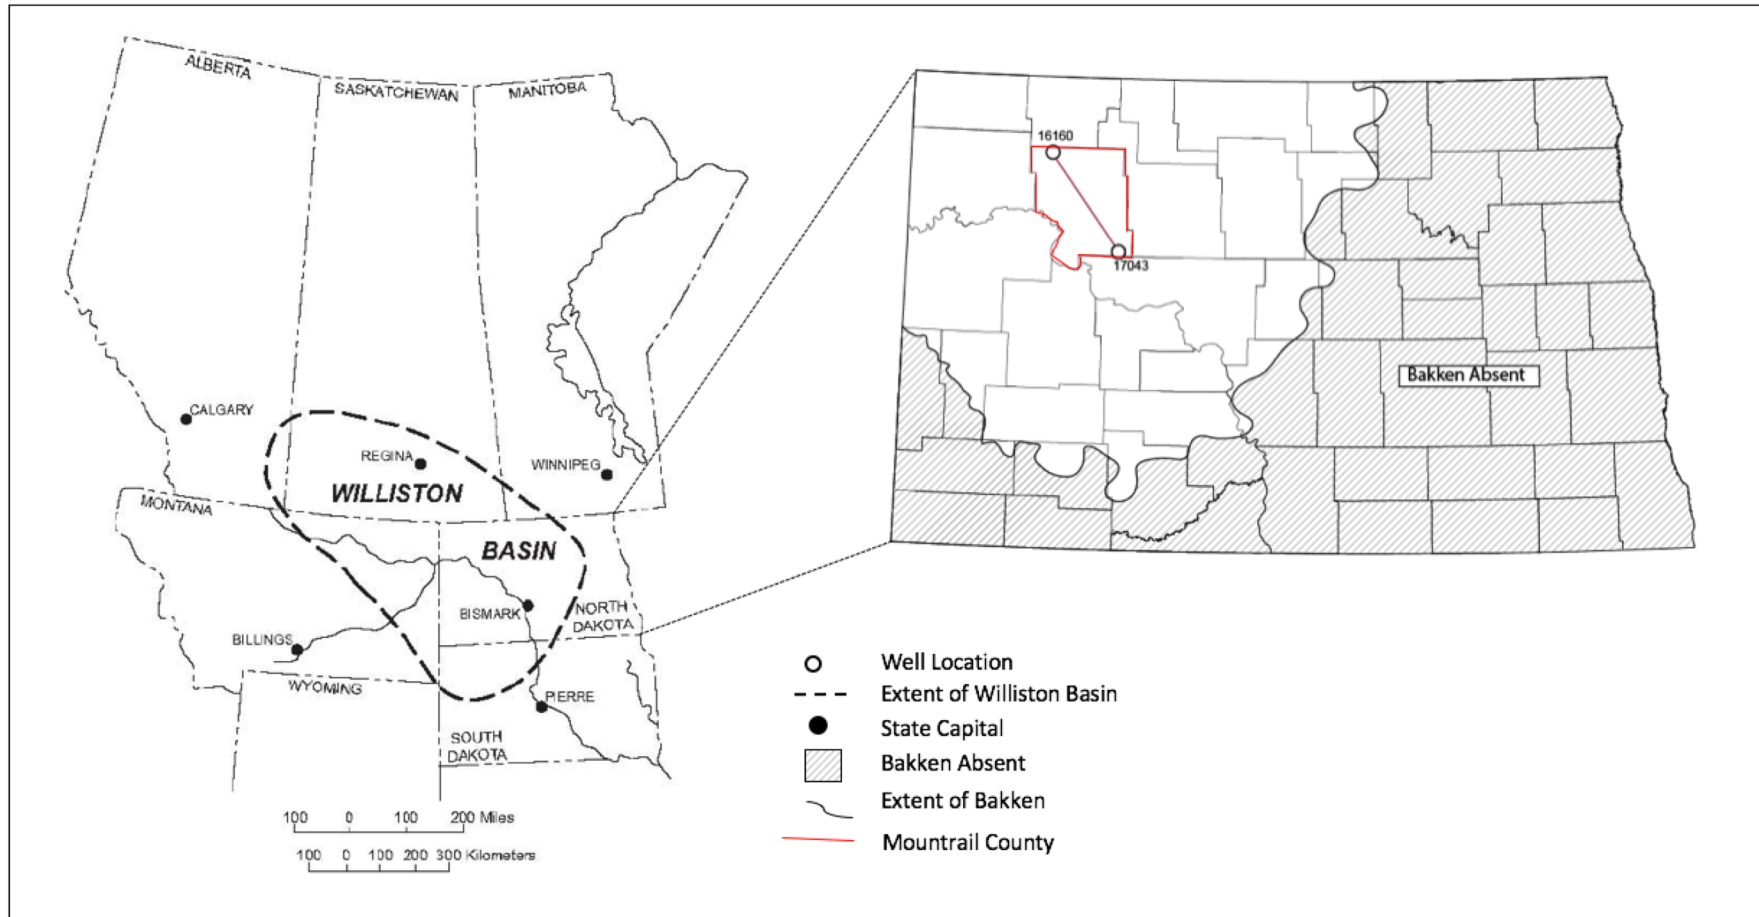 ALBERTA
SASKATCHEWAN
MANITOBA
CALGARY
REGINA
WINNIPEG
WILLISTON
MONTANA
BASIN
BISMARK
NORTH
DAKOTA
BILLINGS
WYOMING
PIERRE
SOUTH
DAKOTA
100 0 100 200 Miles
100 0 100 200 300 Kilometers
16160
17043
Bakken Absent
Well Location
Extent of Williston Basin
State Capital
Bakken Absent
Extent of Bakken
Mountrail County